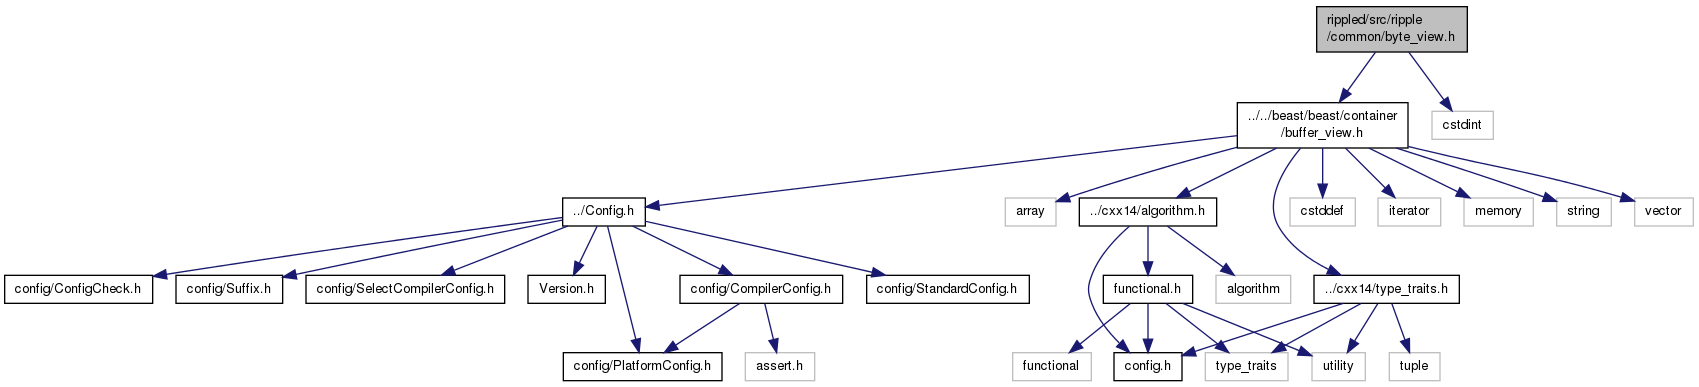 rippled/src/ripple
/common/byte_view.h
../../beast/beast/container
/buffer_view.h
cstdint
../Config.h
array
../cxx14/algorithm.h
cstddef
iterator
memory
string
vector
config/ConfigCheck.h
config/Suffix.h
config/SelectCompilerConfig.h
Version.h
config/CompilerConfig.h
config/StandardConfig.h
functional.h
algorithm
../cxx14/type_traits.h
config/PlatformConfig.h
assert.h
functional
config.h
type_traits
utility
tuple